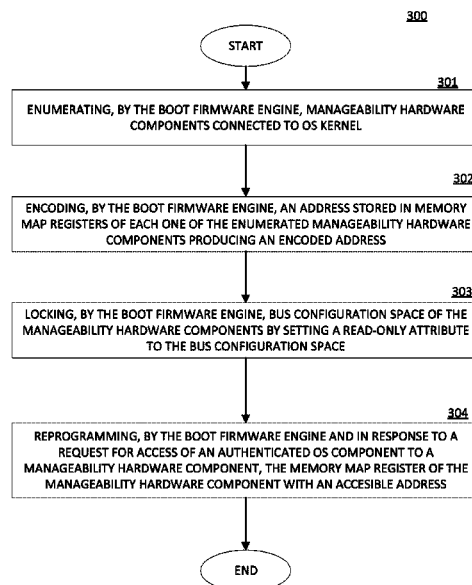 300
START
301
ENUMERATING, BY THE BOOT FIRMWARE ENGINE, MANAGEABILITY HARDWARE
COMPONENTS CONNECTED TO OS KERNEL
302
ENCODING, BY THE BOOT FIRMWARE ENGINE, AN ADDRESS STORED IN MEMORY
MAP REGISTERS OF EACH ONE OF THE ENUMERATED MANAGEABILITY HARDWARE
COMPONENTS PRODUCING AN ENCODED ADDRESS
303
LOCKING, BY THE BOOT FIRMWARE ENGINE, BUS CONFIGURATION SPACE OF THE
MANAGEABILITY HARDWARE COMPONENTS BY SETTING A READ-ONLY ATTRIBUTE
TO THE BUS CONFIGURATION SPACE
304
REPROGRAMMING, BY THE BOOT FIRMWARE ENGINE AND IN RESPONSE TO A
REQUEST FOR ACCESS OF AN AUTHENTICATED OS COMPONENT TO A
MANAGEABILITY HARDWARE COMPONENT, THE MEMORY MAP REGISTER OF THE
MANAGEABILITY HARDWARE COMPONENT WITH AN ACCESIBLE ADDRESS
END